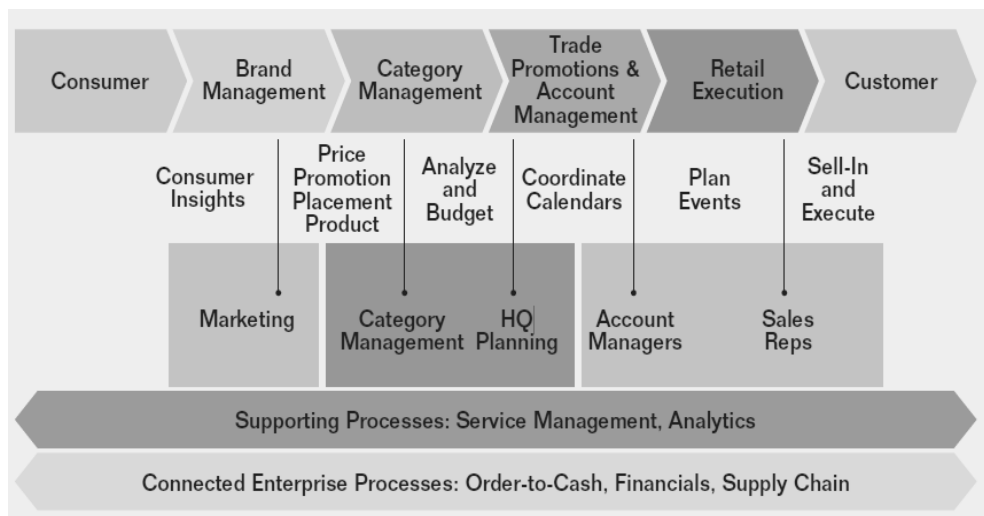 Consumer
Brand
Management
Category
Management
Trade
Promotions &
Account
Management
Retail
Execution
Customer
Consumer
Insights
Price
Promotion
Placement
Product
Analyze
and
Budget
Coordinate
Calendars
Plan
Events
Sell-In
and
Execute
Marketing
Category
Management
HQ
Planning
Account
Managers
Sales
Reps
Supporting Processes: Service Management, Analytics
Connected Enterprise Processes: Order-to-Cash, Financials, Supply Chain